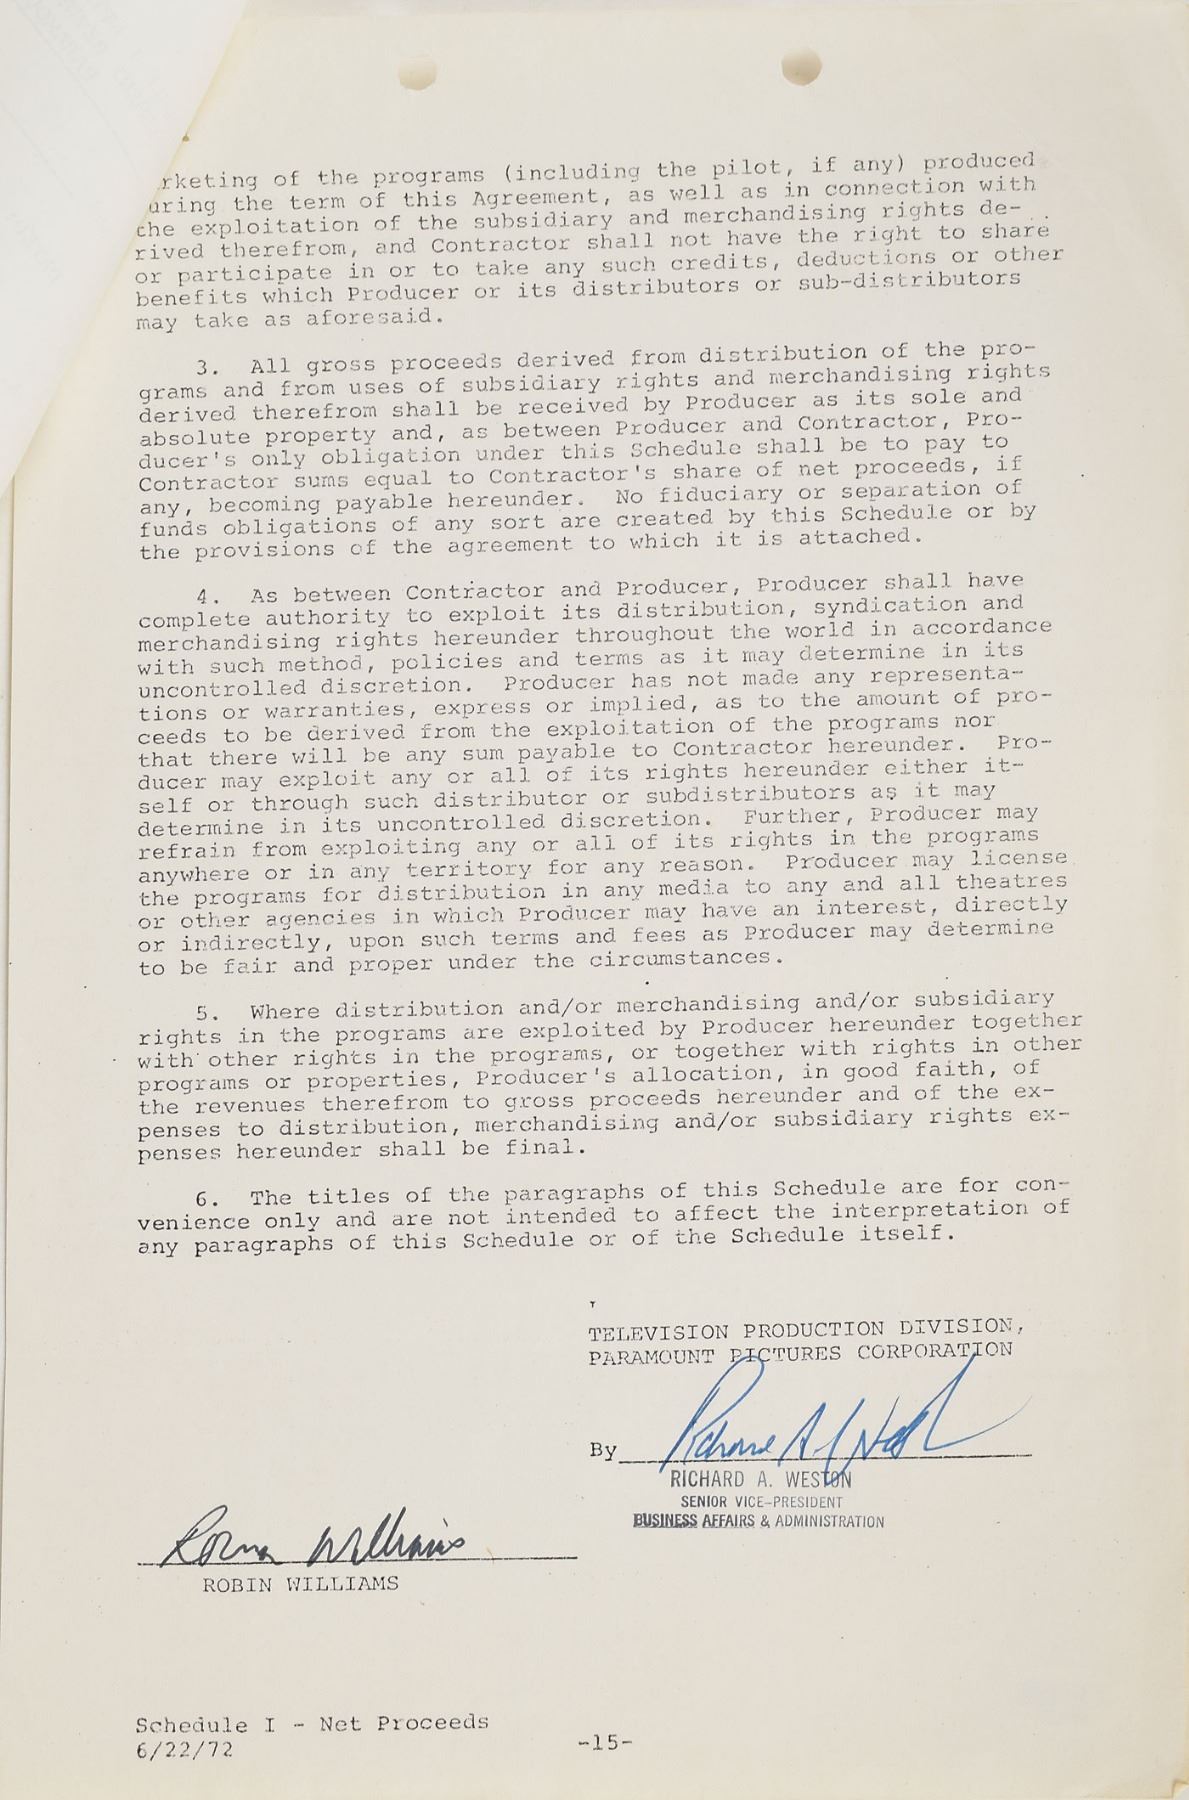 rketing of the programs (including the pilot, if any) produced
uring the term of this Agreement, as well as in connection with
the exploitation of the subsidiary and merchandising rights de-
rived therefrom, and Contractor shall not have the right to share
or participate in or to take any such credits, deductions or other
benefits which Producer or its distributors or sub-distributors
may take as aforesaid.
3. All gross proceeds derived from distribution of the pro-
grams and from uses of subsidiary rights and merchandising rights
derived therefrom shall be received by Producer as its sole and
absolute property and, as between Producer and Contractor, Pro-
ducer's only obligation under this Schedule shall be to pay to
Contractor sums equal to Contractor's share of net proceeds, if
any, becoming payable hereunder. No fiduciary or separation of
funds obligations of any sort are created by this Schedule or by
the provisions of the agreement to which it is attached.
4. As between Contractor and Producer, Producer shall have
complete authority to exploit its distribution, syndication and
merchandising rights hereunder throughout the world in accordance
with such method, policies and terms as it may determine in its
uncontrolled discretion. Producer has not made any representa-
tions or warranties, express or implied, as to the amount of pro-
ceeds to be derived from the exploitation of the programs nor
that there will be any sum payable to Contractor hereunder. Pro-
ducer may exploit any or all of its rights hereunder either it-
self or through such distributor or subdistributors as it may
determine in its uncontrolled discretion. Further, Producer may
refrain from exploiting any or all of its rights in the programs
anywhere or in any territory for any reason. Producer may license
the programs for distribution in any media to any and all theatres
or other agencies in which Producer may have an interest, directly
or indirectly, upon such terms and fees as Producer may determine
to be fair and proper under the circumstances.
5. Where distribution and/or merchandising and/or subsidiary
rights in the programs are exploited by Producer hereunder together
with other rights in the programs, or together with rights in other
programs or properties, Producer's allocation, in good faith, of
the revenues therefrom to gross proceeds hereunder and of the ex-
penses to distribution, merchandising and/or subsidiary rights ex-
penses hereunder shall be final.
6. The titles of the paragraphs of this Schedule are for con-
venience only and are not intended to affect the interpretation of
any paragraphs of this Schedule or of the Schedule itself.
TELEVISION PRODUCTION DIVISION,
PARAMOUNT PICTURES CORPORATION
By Richard A. Weston
RICHARD A. WESTON
SENIOR VICE-PRESIDENT
BUSINESS AFFAIRS & ADMINISTRATION
Robin Williams
ROBIN WILLIAMS
Schedule I - Net Proceeds
6/22/72
-15-